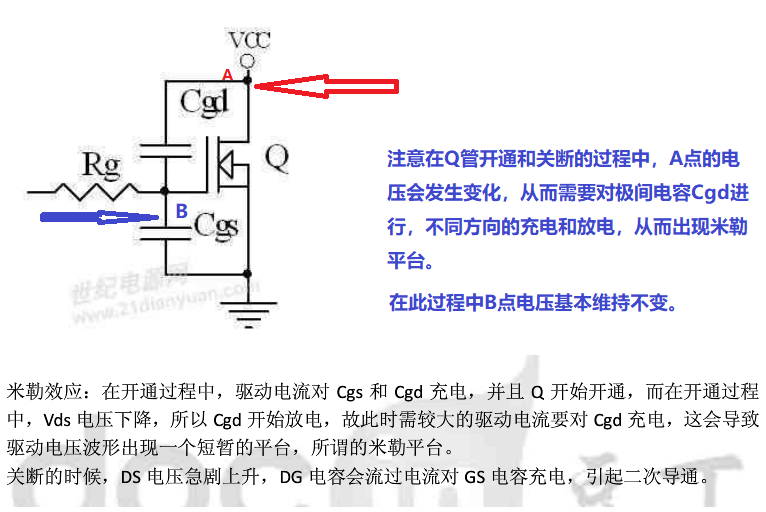 VCC
A
Cgd
Rg
Q
B
Cgs
世纪电源网
www.21dianyuan.com
注意在Q管开通和关断的过程中，A点的电
压会发生变化，从而需要对极间电容Cgd进
行，不同方向的充电和放电，从而出现米勒
平台。
在此过程中B点电压基本维持不变。
米勒效应：在开通过程中，驱动电流对 Cgs 和 Cgd 充电，并且 Q 开始开通，而在开通过程
中，Vds 电压下降，所以 Cgd 开始放电，故此时需较大的驱动电流要对 Cgd 充电，这会导致
驱动电压波形出现一个短暂的平台，所谓的米勒平台。
关断的时候，DS 电压急剧上升，DG 电容会流过电流对 GS 电容充电，引起二次导通。